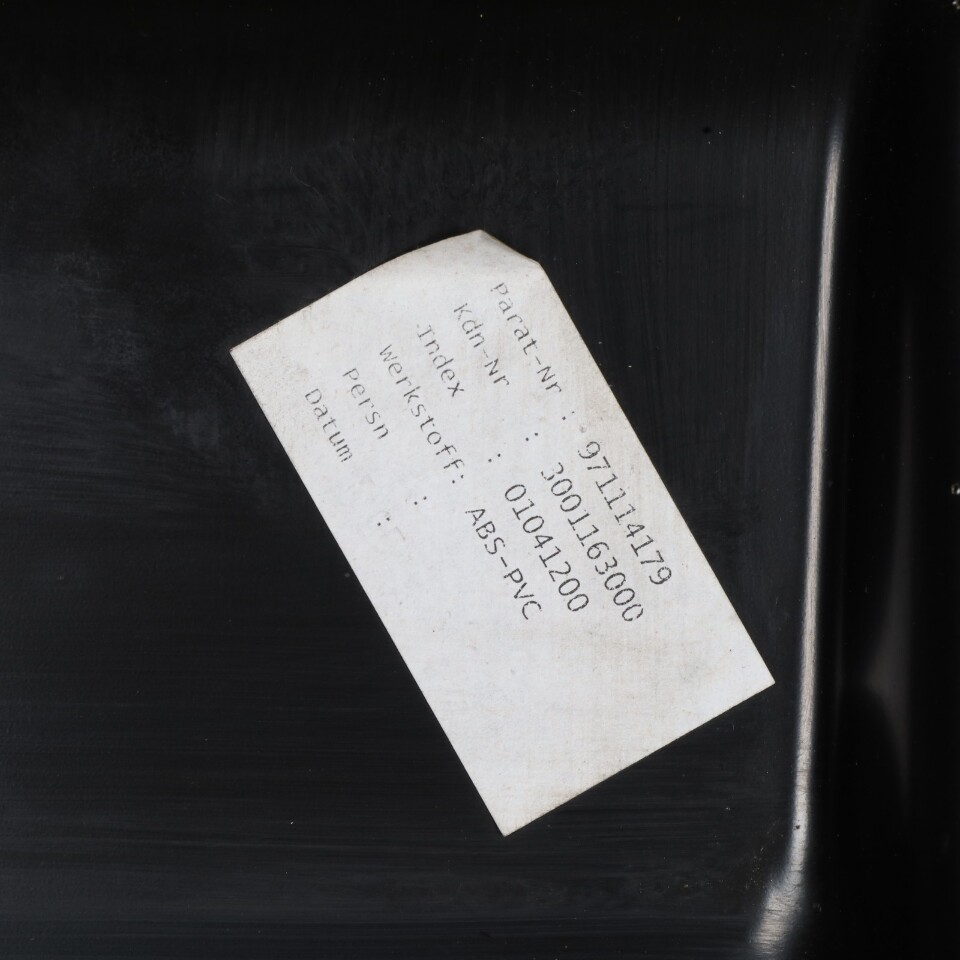 Parat-Nr : 971114179
Kdn-Nr : 3001163000
Index : 01041200
Werkstoff: ABS-PVC
Persn :
Datum :